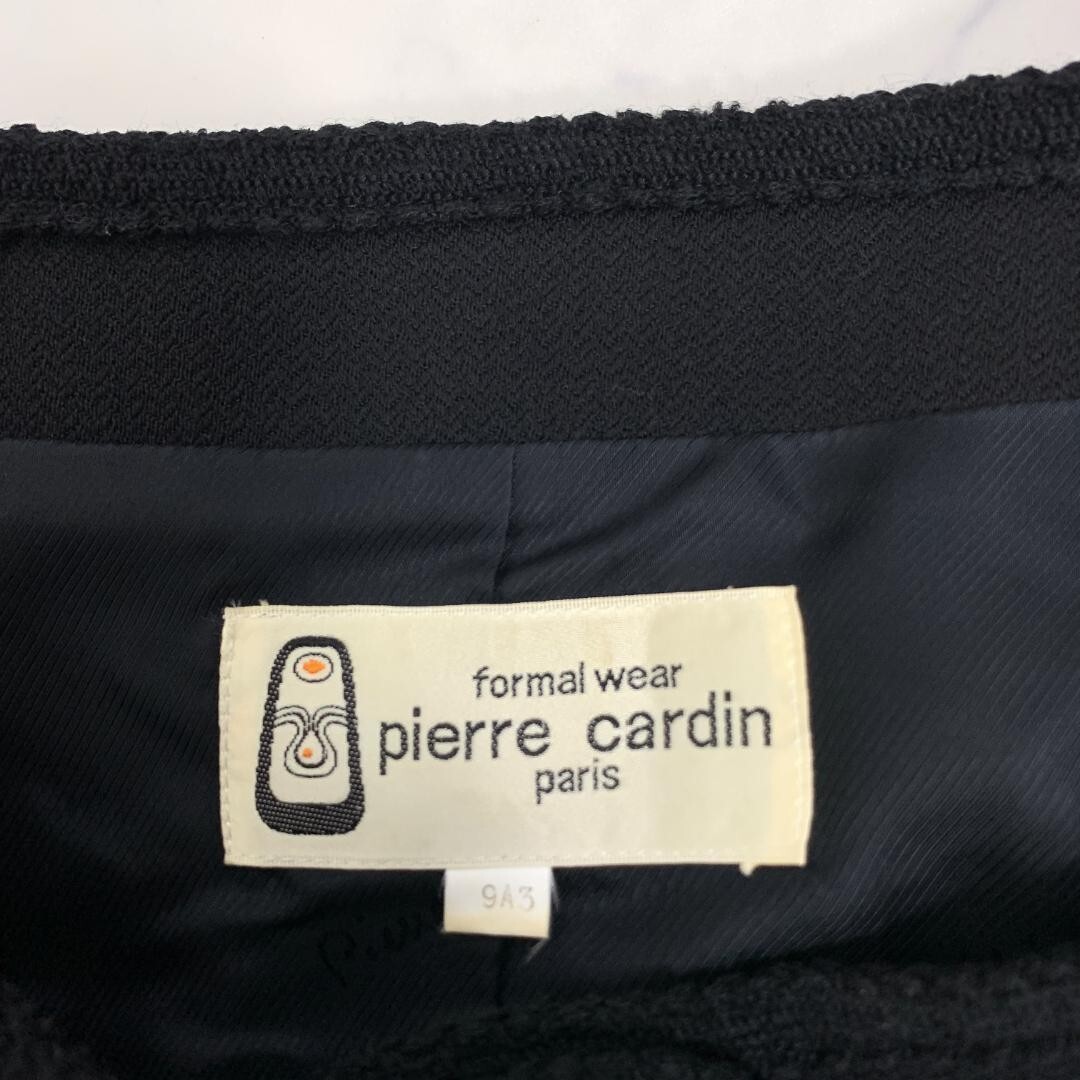 formal wear
pierre cardin
paris
9A3